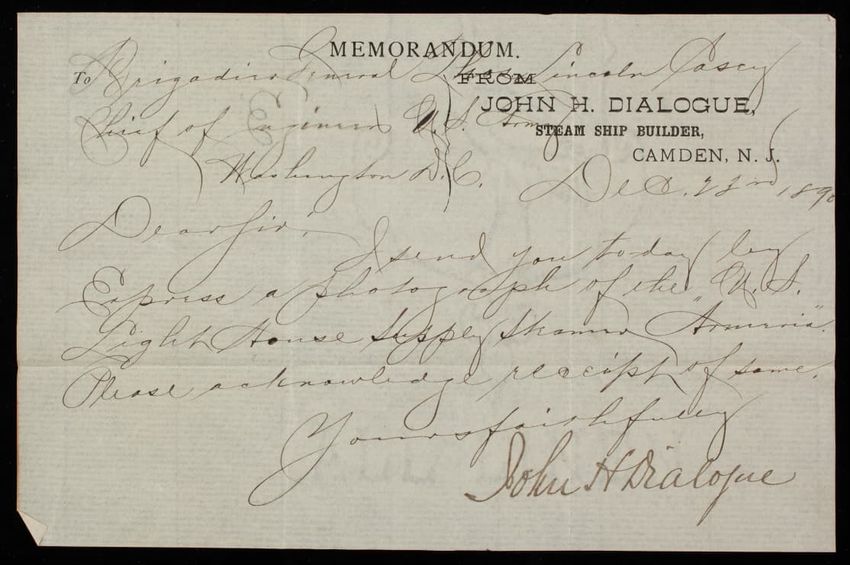 MEMORANDUM.
To Brigadier General Thos Lincoln Casey
FROM
JOHN H. DIALOGUE,
Chief of Engineers U.S. Army
STEAM SHIP BUILDER,
CAMDEN, N. J.
Washington D.C.
Dec. 23rd 1890
Dear Sir,
I send you to-day by
Express a photograph of the "U.S.
Light House Supply Steamer "Armeria".
Please acknowledge receipt of same.
Yours faithfully
John H Dialogue